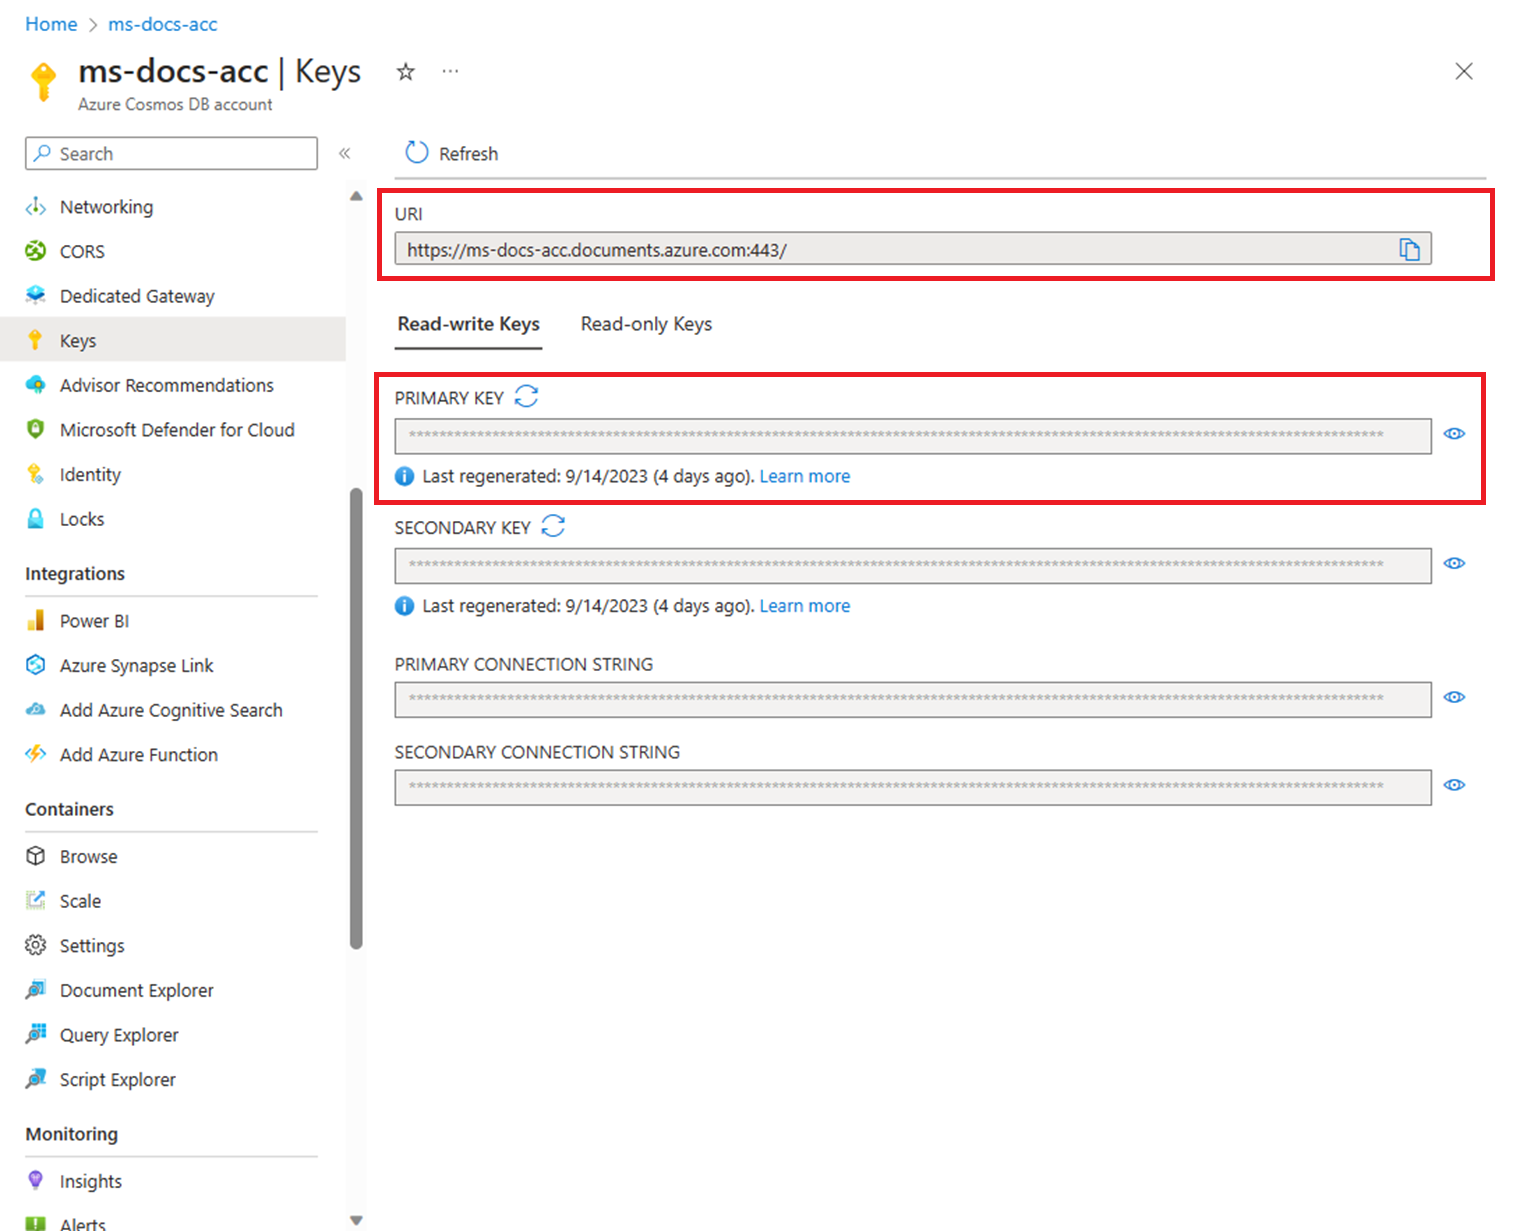 Home > ms-docs-acc
ms-docs-acc | Keys
Azure Cosmos DB account
Search
Networking
CORS
Dedicated Gateway
Keys
Advisor Recommendations
Microsoft Defender for Cloud
Identity
Locks
Integrations
Power BI
Azure Synapse Link
Add Azure Cognitive Search
Add Azure Function
Containers
Browse
Scale
Settings
Document Explorer
Query Explorer
Script Explorer
Monitoring
Insights
Alerts
Refresh
URI
https://ms-docs-acc.documents.azure.com:443/
Read-write Keys Read-only Keys
PRIMARY KEY
Last regenerated: 9/14/2023 (4 days ago). Learn more
SECONDARY KEY
Last regenerated: 9/14/2023 (4 days ago). Learn more
PRIMARY CONNECTION STRING
SECONDARY CONNECTION STRING